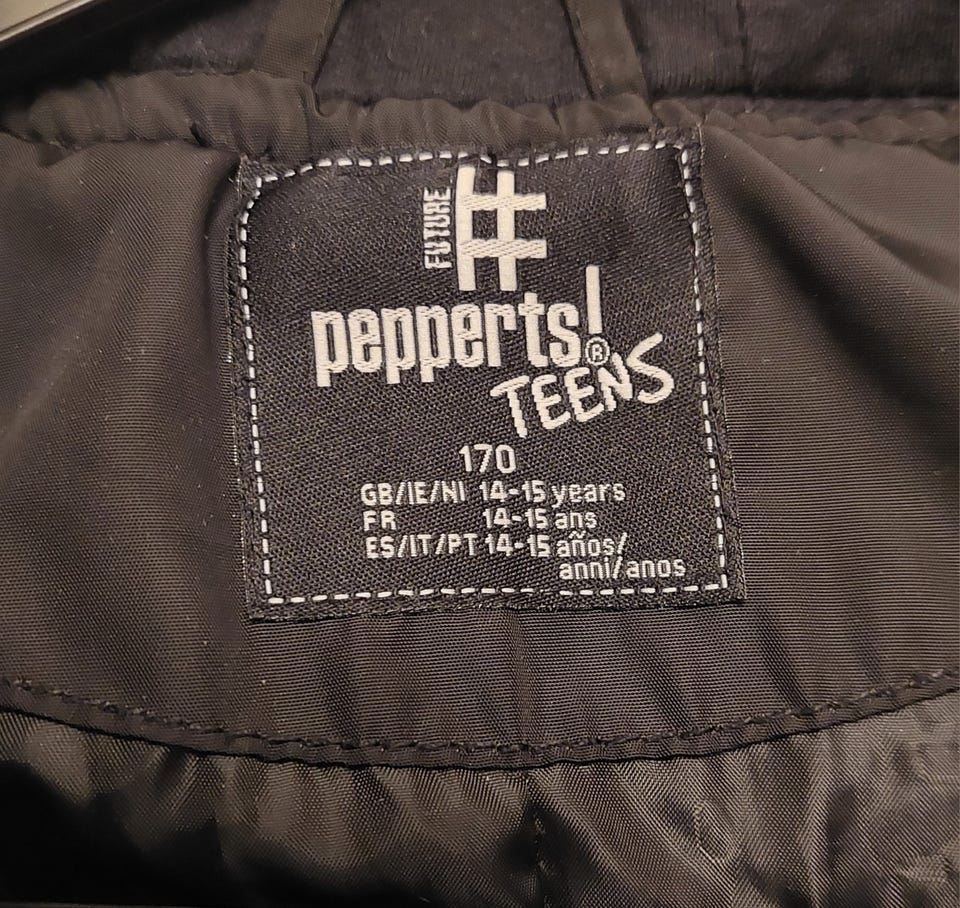 FUTURE #
pepperts!®
TEENS
170
GB/IE/NI 14-15 years
FR 14-15 ans
ES/IT/PT 14-15 años/
anni/anos